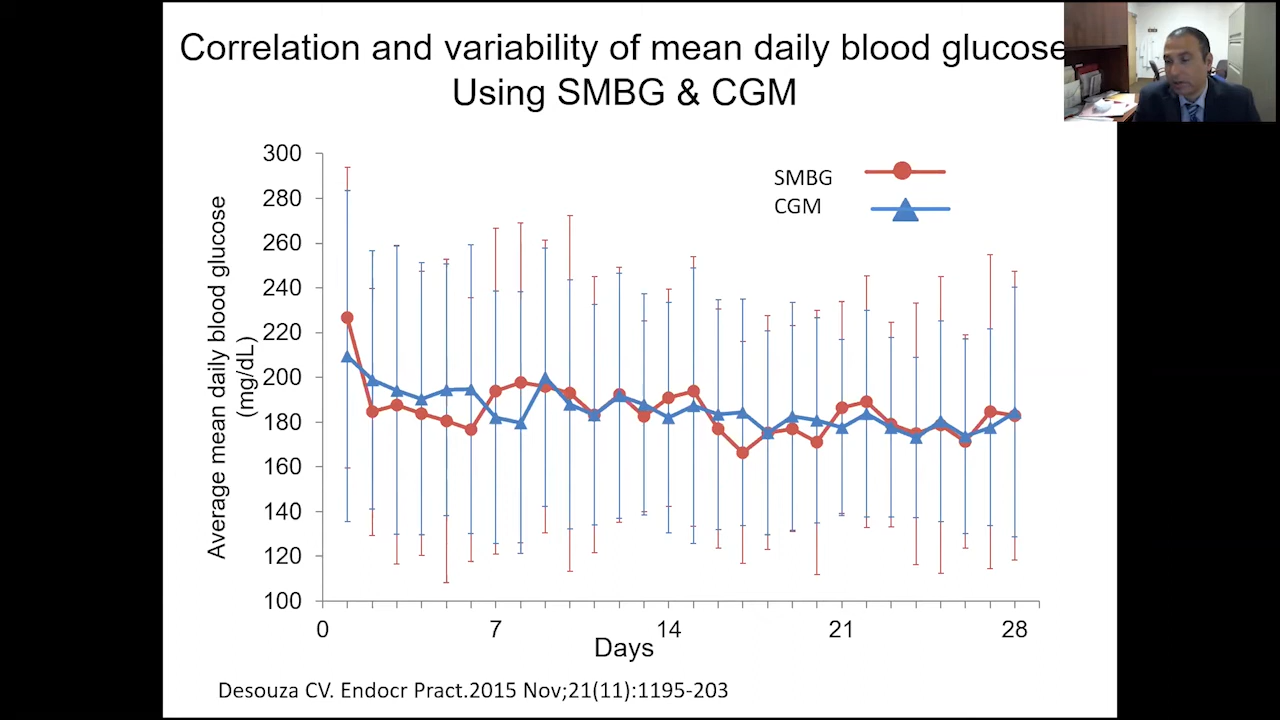 Correlation and variability of mean daily blood glucose
Using SMBG & CGM
SMBG
CGM
Average mean daily blood glucose
(mg/dL)
300
280
260
240
220
200
180
160
140
120
100
0
7
14
21
28
Days
Desouza CV. Endocr Pract.2015 Nov;21(11):1195-203